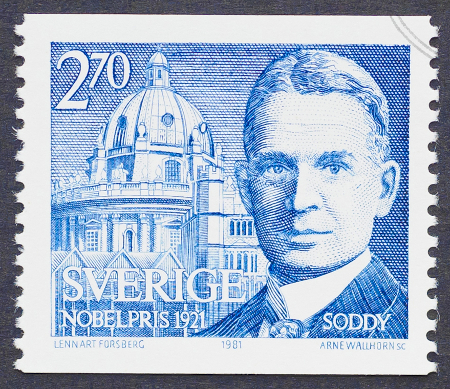 2.70
SVERIGE
NOBELPRIS 1921 SODDY
LENNART FORSBERG 1981 ARNE WALLHORN SC